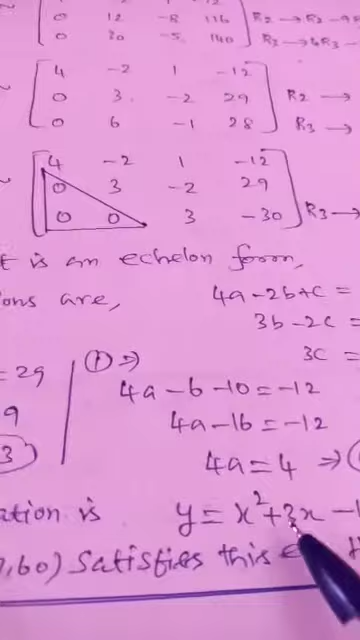 0 12 -8 116 R2 → R2 -
0 30 -5 140 R3 → 4R3 -
~ 4 -2 1 -12
0 3 -2 29 R2 →
0 6 -1 28 R3 →
~ 4 -2 1 -12
0 3 -2 29
0 0 3 -30 R3 →
t is an echelon form,
ons are, 4a-2b+c =
3b-2c =
3c =
= 29 ① ⇒
4a-6-10=-12
9 4a-16=-12
3 4a=4 ⇒
ation is y = x²+3x-1
,60) Satisfies this e